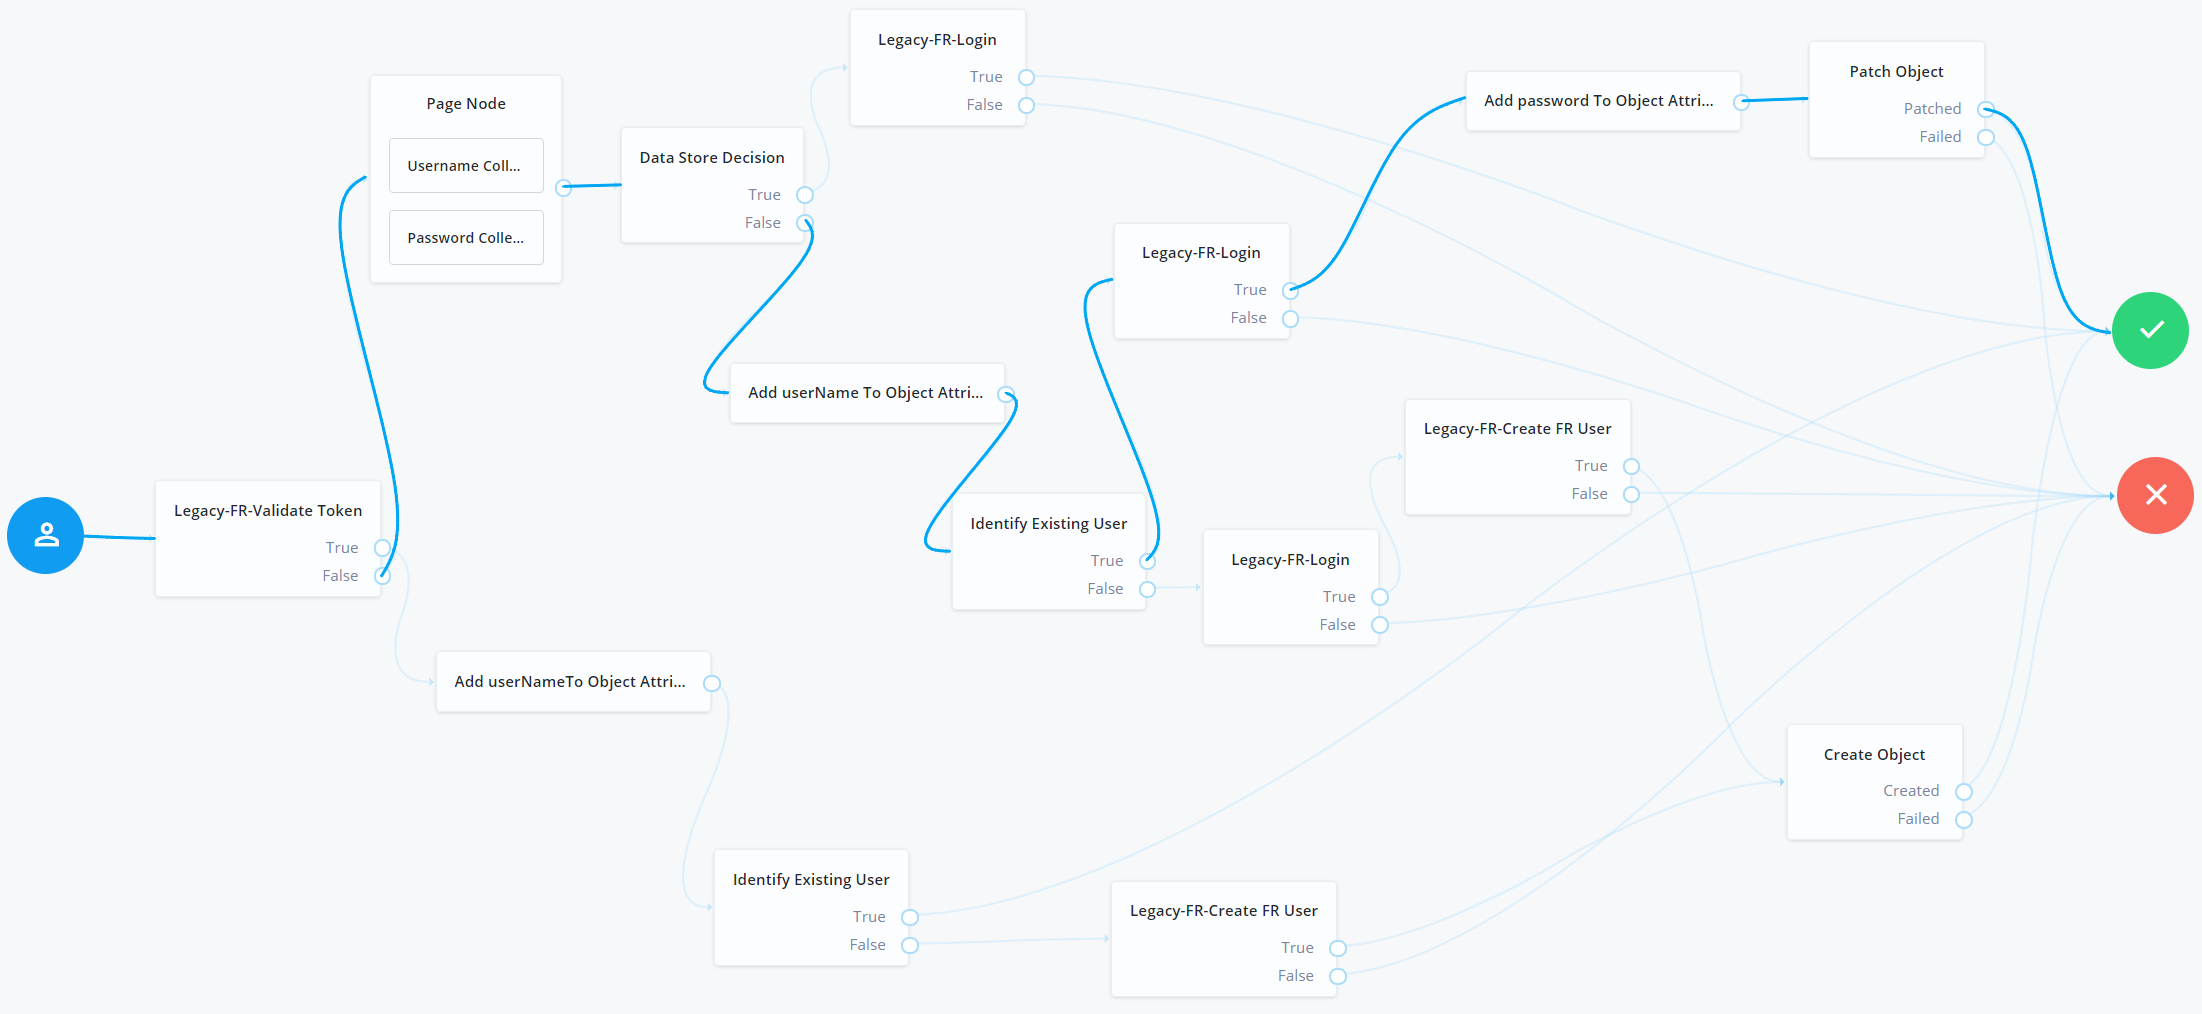 Legacy-FR-Login
True
False
Page Node
Username Coll...
Password Colle...
Data Store Decision
True
False
Add password To Object Attri...
Patch Object
Patched
Failed
Legacy-FR-Login
True
False
Add userName To Object Attri...
Legacy-FR-Create FR User
True
False
Legacy-FR-Validate Token
True
False
Identify Existing User
True
False
Legacy-FR-Login
True
False
Add userNameTo Object Attri...
Create Object
Created
Failed
Identify Existing User
True
False
Legacy-FR-Create FR User
True
False